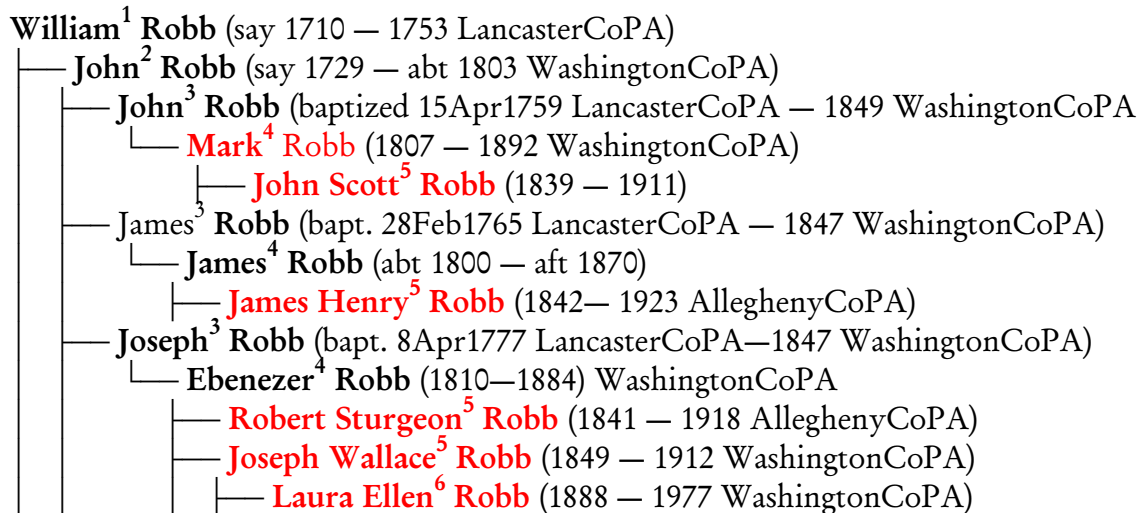 William¹ Robb (say 1710 — 1753 LancasterCoPA)
John² Robb (say 1729 — abt 1803 WashingtonCoPA)
John³ Robb (baptized 15Apr1759 LancasterCoPA — 1849 WashingtonCoPA
Mark⁴ Robb (1807 — 1892 WashingtonCoPA)
John Scott⁵ Robb (1839 — 1911)
James³ Robb (bapt. 28Feb1765 LancasterCoPA — 1847 WashingtonCoPA)
James⁴ Robb (abt 1800 — aft 1870)
James Henry⁵ Robb (1842— 1923 AlleghenyCoPA)
Joseph³ Robb (bapt. 8Apr1777 LancasterCoPA—1847 WashingtonCoPA)
Ebenezer⁴ Robb (1810—1884) WashingtonCoPA
Robert Sturgeon⁵ Robb (1841 — 1918 AlleghenyCoPA)
Joseph Wallace⁵ Robb (1849 — 1912 WashingtonCoPA)
Laura Ellen⁶ Robb (1888 — 1977 WashingtonCoPA)